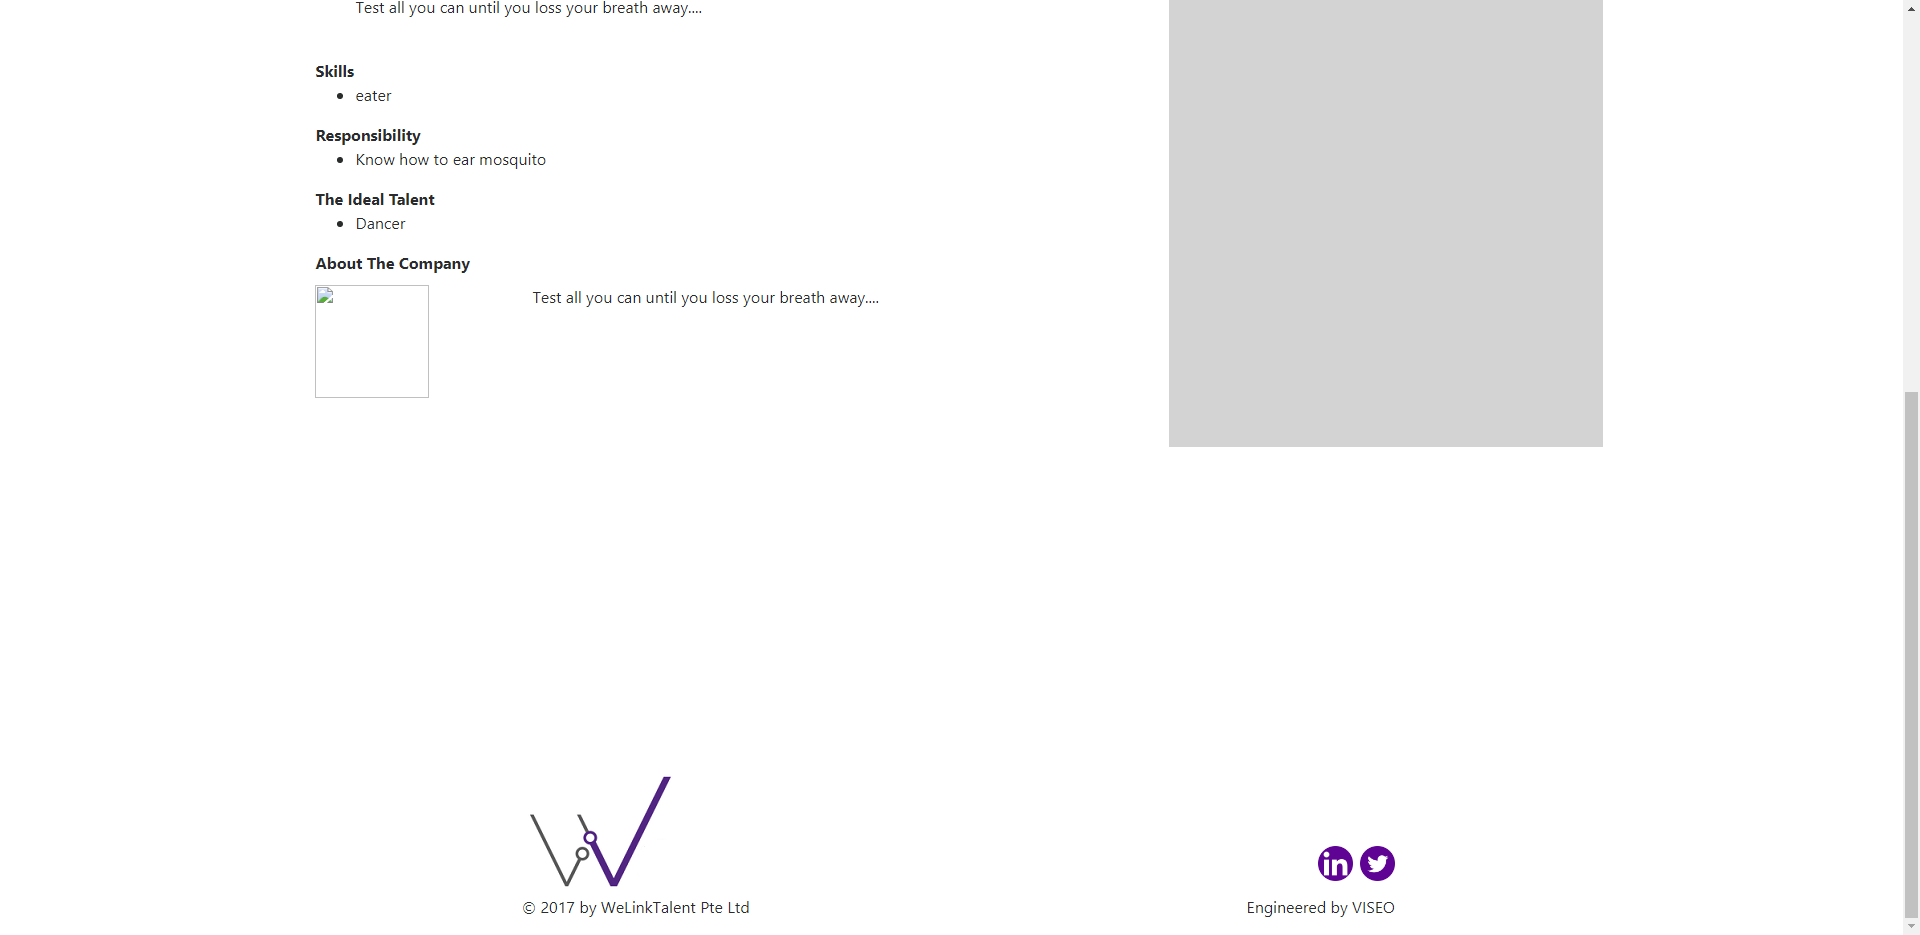 Test all you can until you loss your breath away....
Skills
eater
Responsibility
Know how to ear mosquito
The Ideal Talent
Dancer
About The Company
Test all you can until you loss your breath away....
in
© 2017 by WeLinkTalent Pte Ltd
Engineered by VISEO